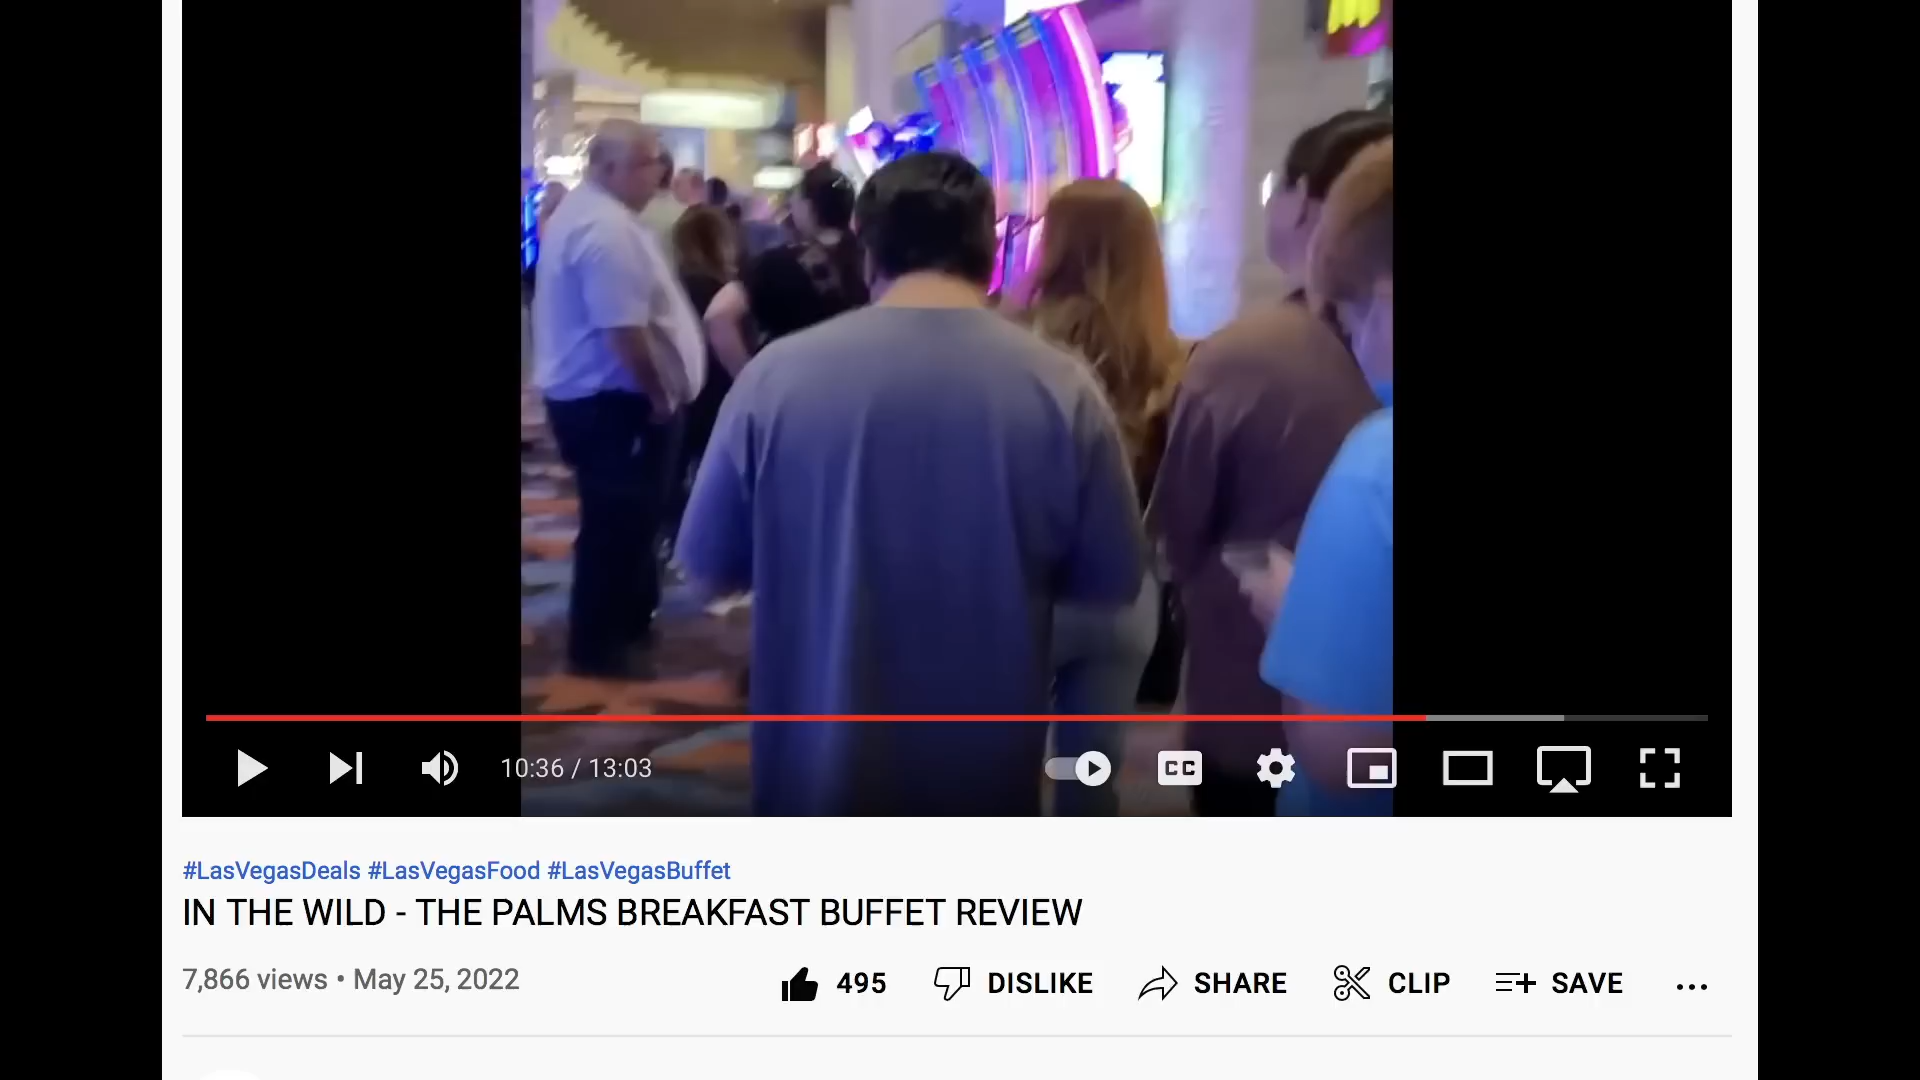 10:36 / 13:03
CC
#LasVegasDeals #LasVegasFood #LasVegasBuffet
IN THE WILD - THE PALMS BREAKFAST BUFFET REVIEW
7,866 views • May 25, 2022
495 DISLIKE SHARE CLIP SAVE ...